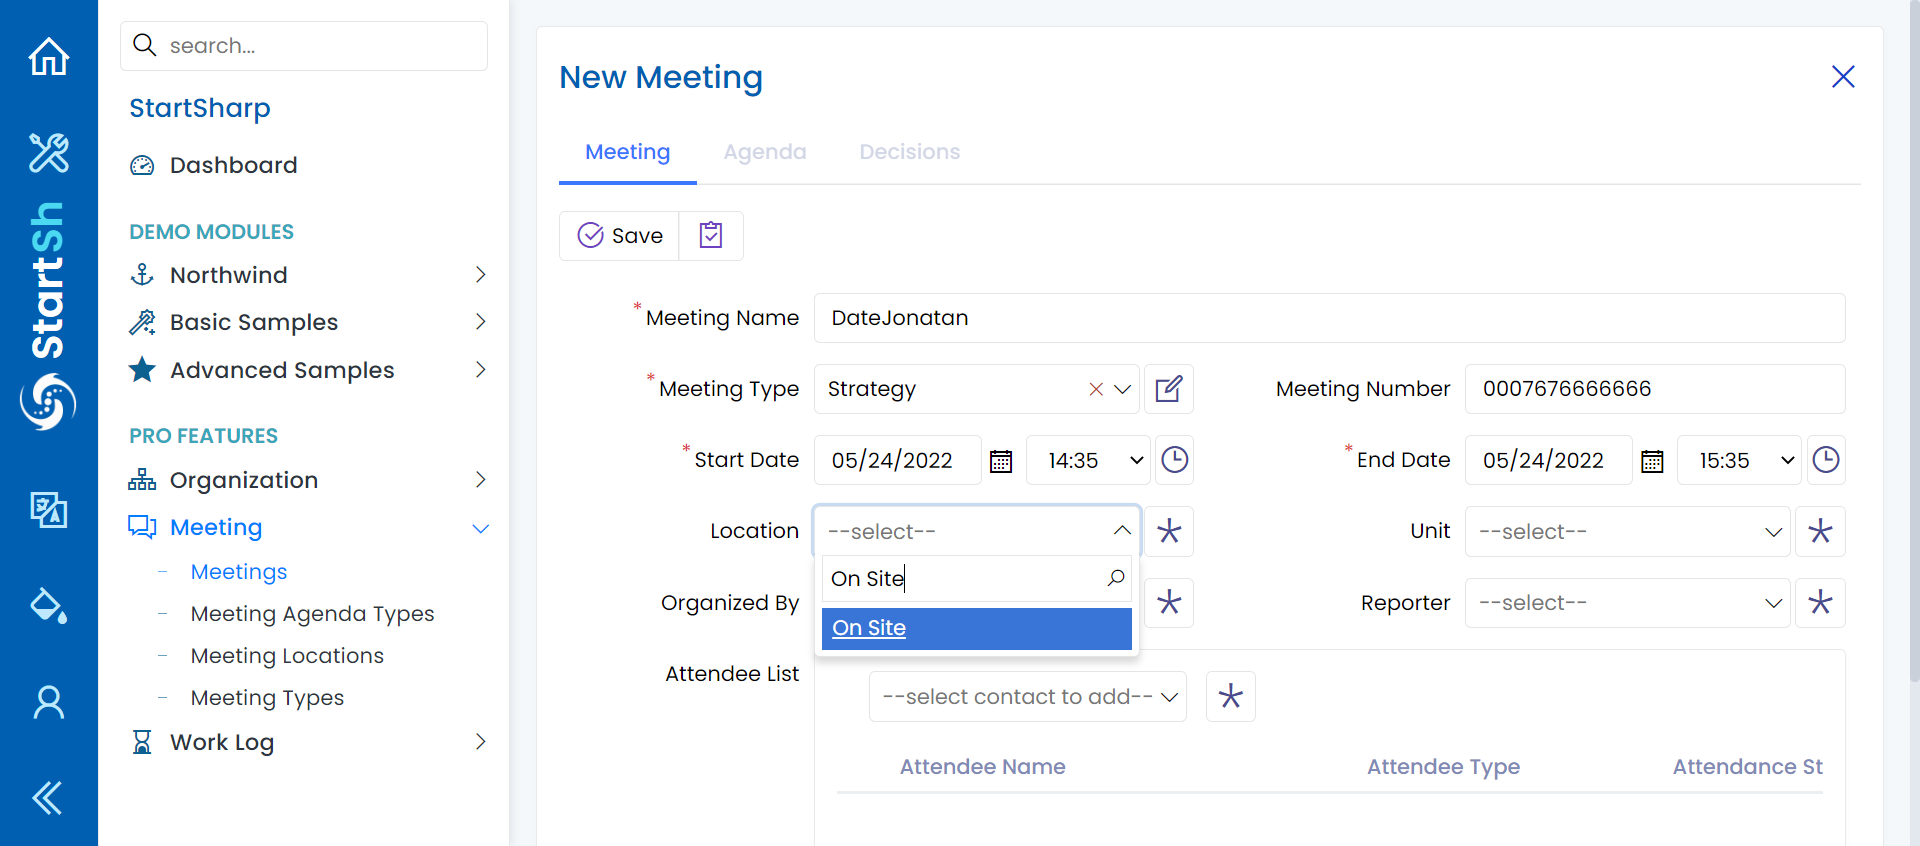 search...
StartSharp
Dashboard
DEMO MODULES
Northwind
Basic Samples
Advanced Samples
PRO FEATURES
Organization
Meeting
Meetings
Meeting Agenda Types
Meeting Locations
Meeting Types
Work Log
StartSh
New Meeting
Meeting Agenda Decisions
Save
* Meeting Name DateJonatan
* Meeting Type Strategy Meeting Number 0007676666666
* Start Date 05/24/2022 14:35 * End Date 05/24/2022 15:35
Location --select-- Unit --select--
On Site
On Site
Organized By Reporter --select--
Attendee List
--select contact to add--
Attendee Name Attendee Type Attendance St